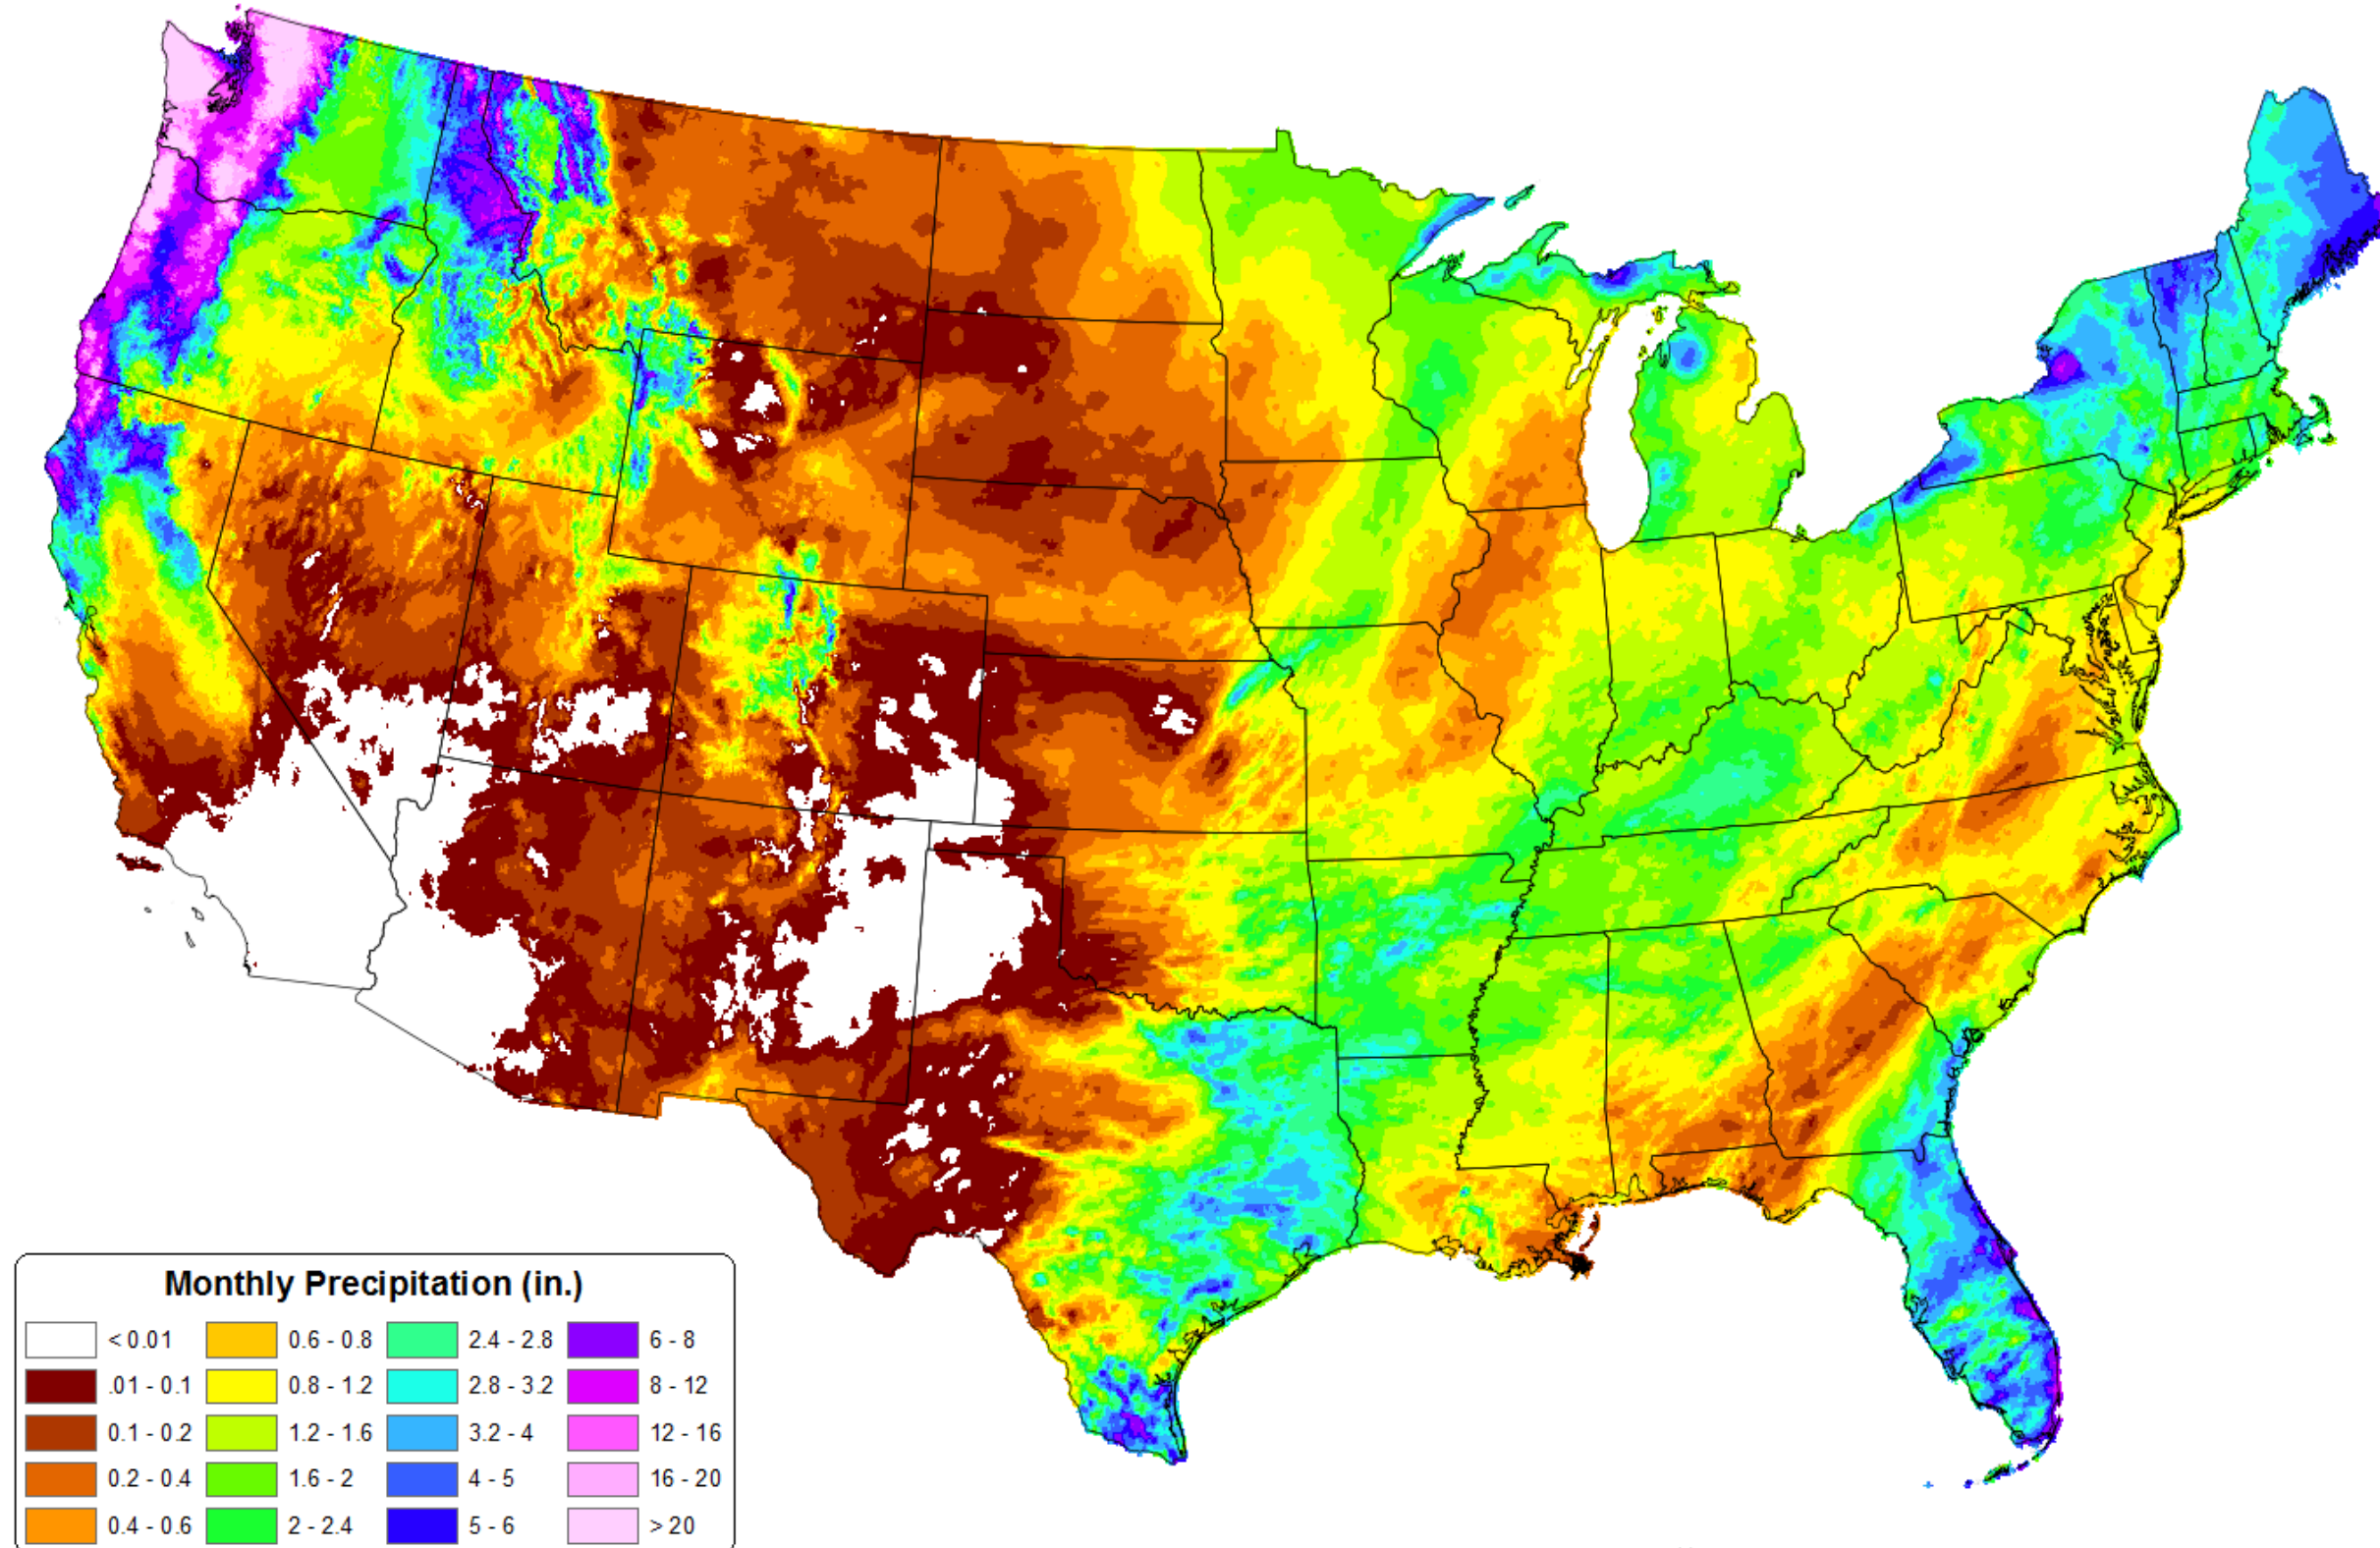 Monthly Precipitation (in.)
< 0.01 0.6 - 0.8 2.4 - 2.8 6 - 8
.01 - 0.1 0.8 - 1.2 2.8 - 3.2 8 - 12
0.1 - 0.2 1.2 - 1.6 3.2 - 4 12 - 16
0.2 - 0.4 1.6 - 2 4 - 5 16 - 20
0.4 - 0.6 2 - 2.4 5 - 6 > 20